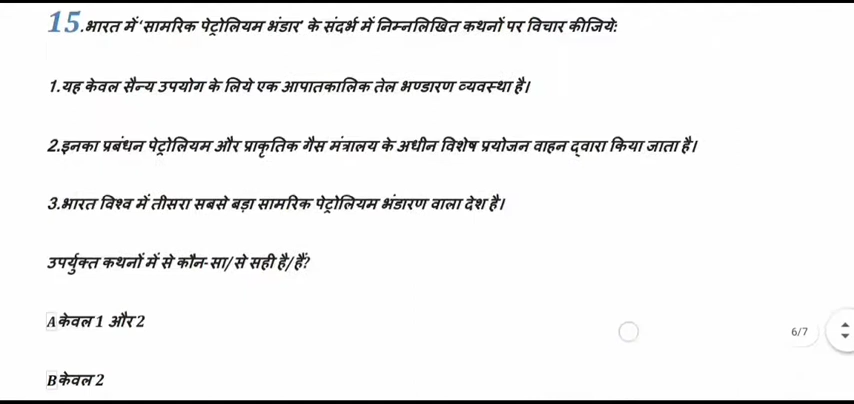 15.भारत में 'सामरिक पेट्रोलियम भंडार' के संदर्भ में निम्नलिखित कथनों पर विचार कीजिये:
1.यह केवल सैन्य उपयोग के लिये एक आपातकालिक तेल भण्डारण व्यवस्था है।
2.इनका प्रबंधन पेट्रोलियम और प्राकृतिक गैस मंत्रालय के अधीन विशेष प्रयोजन वाहन द्वारा किया जाता है।
3.भारत विश्व में तीसरा सबसे बड़ा सामरिक पेट्रोलियम भंडारण वाला देश है।
उपर्युक्त कथनों में से कौन-सा/से सही है/हैं?
A केवल 1 और 2
6/7
B केवल 2